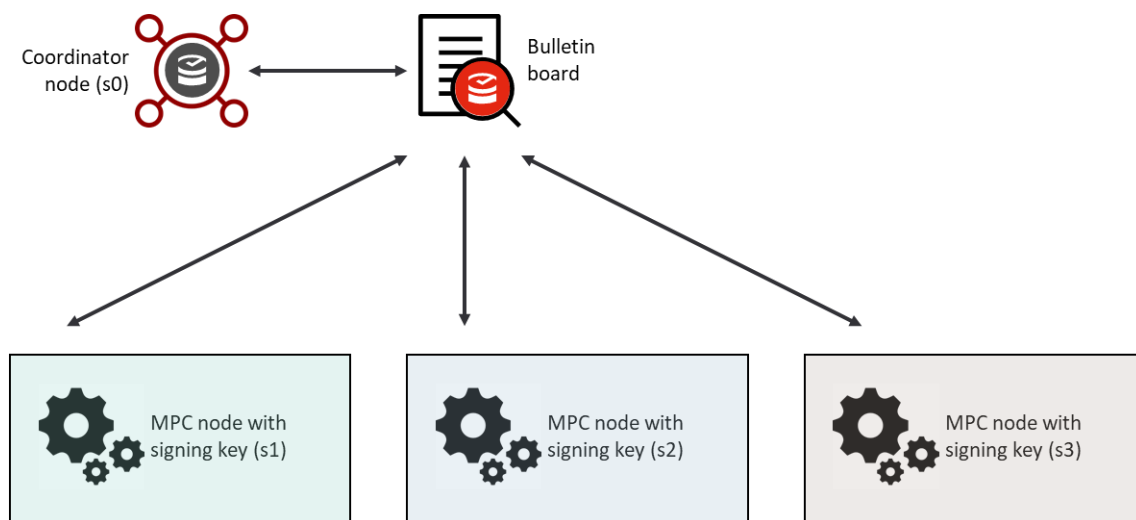 Coordinator
node (s0)
Bulletin
board
MPC node with
signing key (s1)
MPC node with
signing key (s2)
MPC node with
signing key (s3)